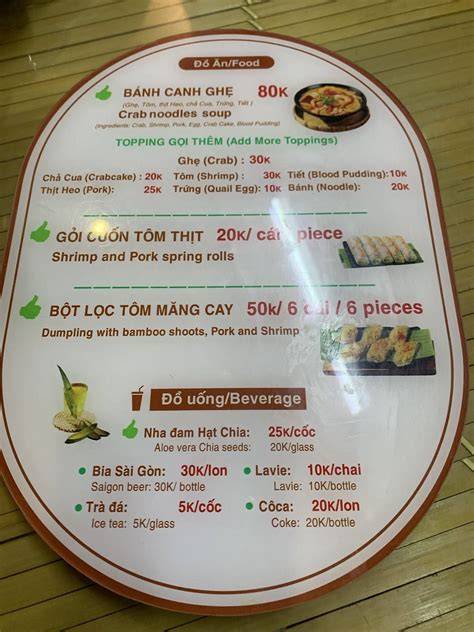 Đồ Ăn/Food
BÁNH CANH GHẸ 80K
(Ghẹ, Tôm, thịt Heo, chả Cua, Trứng, Tiết )
Crab noodles soup
(Ingredients: Crab, Shrimp, Pork, Egg, Crab Cake, Blood Pudding)
TOPPING GỌI THÊM (Add More Toppings)
Ghẹ (Crab) : 30K
Chả Cua (Crabcake) : 20K Tôm (Shrimp) : 30K Tiết (Blood Pudding):10K
Thịt Heo (Pork): 25K Trứng (Quail Egg): 10K Bánh (Noodle): 20K
GỎI CUỐN TÔM THỊT 20K/ piece
Shrimp and Pork spring rolls
BỘT LỌC TÔM MĂNG CAY 50k/ 6 cái / 6 pieces
Dumpling with bamboo shoots, Pork and Shrimp
Đồ uống/Beverage
Nha đam Hạt Chia: 25K/cốc
Aloe vera Chia seeds: 20K/glass
Bia Sài Gòn: 30K/lon
Saigon beer: 30K/ bottle
Lavie: 10K/chai
Lavie: 10K/bottle
Trà đá: 5K/cốc
Ice tea: 5K/glass
Côca: 20K/lon
Coke: 20K/bottle